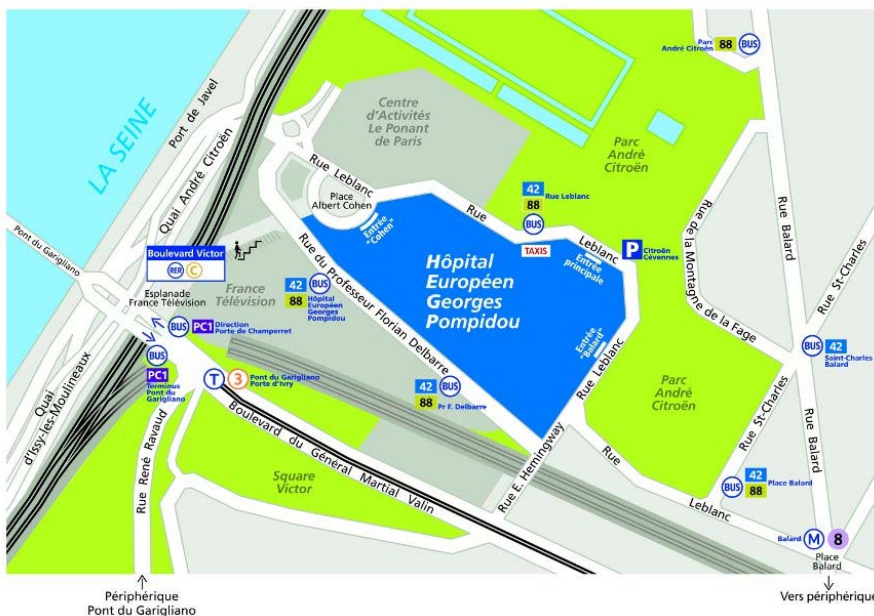 Parc
André Citroën
88
BUS
LA SEINE
Port de Javel
Quai André Citroën
Centre
d'Activités
Le Ponant
de Paris
Parc
André
Citroën
Rue Leblanc
Place
Albert Cohen
Entrée
"Cohen"
Rue
42
88
Rue Leblanc
BUS
TAXIS
Leblanc
P
Citroën
Cévennes
Entrée
principale
Rue de la Montagne de la Fage
Rue Balard
Rue St-Charles
Pont du Garigliano
Boulevard Victor
RER
C
Esplanade
France Télévision
France
Télévision
42
88
BUS
Hôpital
Européen
Georges
Pompidou
Rue du Professeur Florian Delbarre
Hôpital
Européen
Georges
Pompidou
Entrée
"Balard"
Rue Leblanc
BUS
42
Saint-Charles
Balard
BUS
PC1
Direction
Porte de Champerret
BUS
PC1
Terminus
Pont du
Garigliano
T
3
Pont du Garigliano
Porte d'Ivry
42
88
BUS
Pr F. Delbarre
Parc
André
Citroën
Quai
d'Issy-les-Moulineaux
Rue René Ravaud
Boulevard du Général Martial Valin
Square
Victor
Rue E. Hemingway
Rue
Leblanc
Rue St-Charles
Rue Balard
BUS
42
88
Place Balard
Balard
M
8
Place
Balard
Périphérique
Pont du Garigliano
Vers périphérique